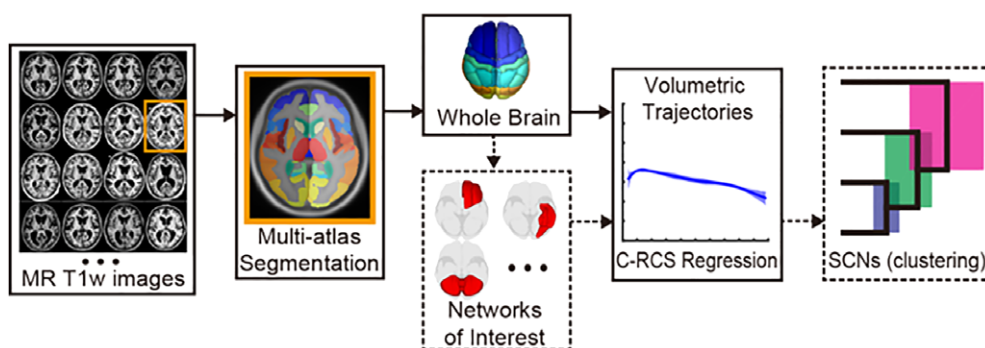 MR T1w images
Multi-atlas
Segmentation
Whole Brain
Networks
of Interest
Volumetric
Trajectories
C-RCS Regression
SCNs (clustering)